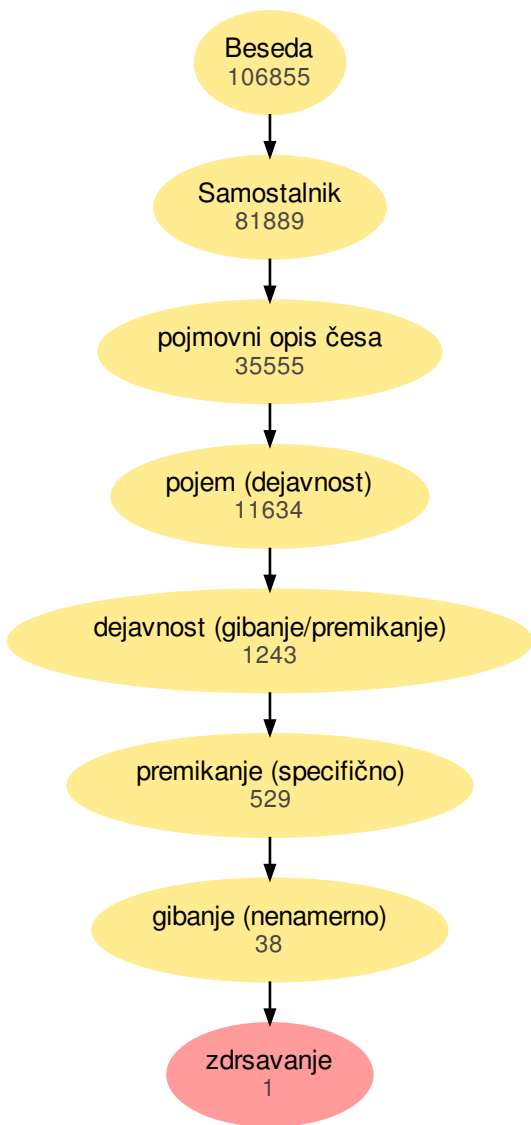 Beseda
106855
Samostalnik
81889
pojmovni opis česa
35555
pojem (dejavnost)
11634
dejavnost (gibanje/premikanje)
1243
premikanje (specifično)
529
gibanje (nenamerno)
38
zdrsavanje
1